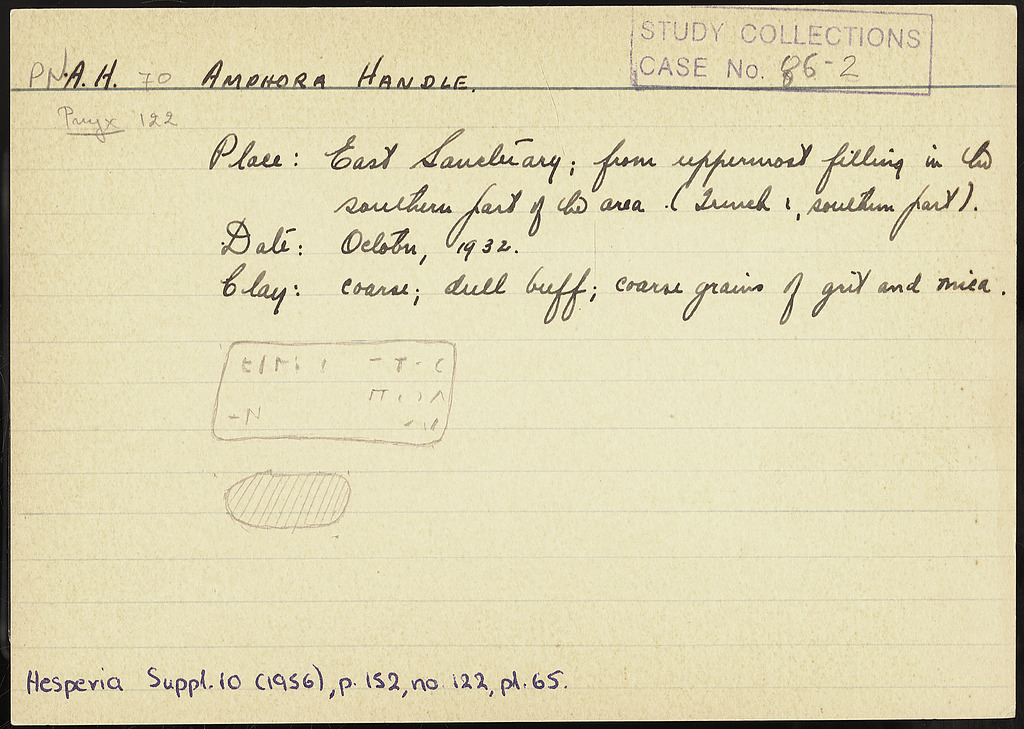 STUDY COLLECTIONS
CASE No. 86-2
PN A.H. 70 AMPHORA HANDLE.
Pnyx 122
Place: East Sanctuary; from uppermost filling in the
southern part of the area. (Trench 1, southern part).
Date: October, 1932.
Clay: coarse; dull buff; coarse grains of grit and mica.
Hesperia Suppl. 10 (1956), p. 152, no. 122, pl. 65.